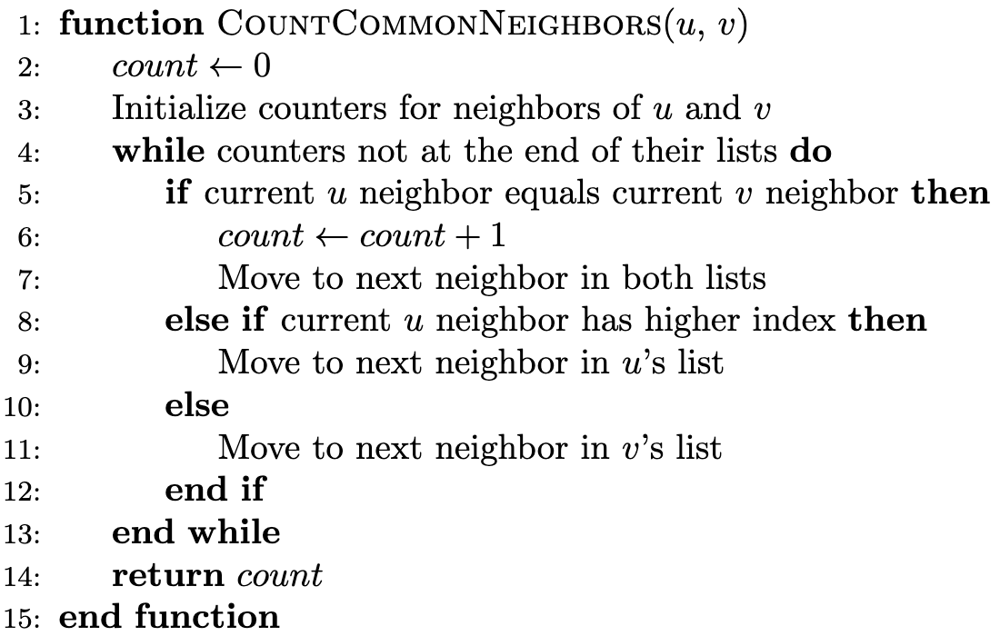 1: function COUNTCOMMONNEIGHBORS(u, v)
2: count ← 0
3: Initialize counters for neighbors of u and v
4: while counters not at the end of their lists do
5: if current u neighbor equals current v neighbor then
6: count ← count + 1
7: Move to next neighbor in both lists
8: else if current u neighbor has higher index then
9: Move to next neighbor in u's list
10: else
11: Move to next neighbor in v's list
12: end if
13: end while
14: return count
15: end function